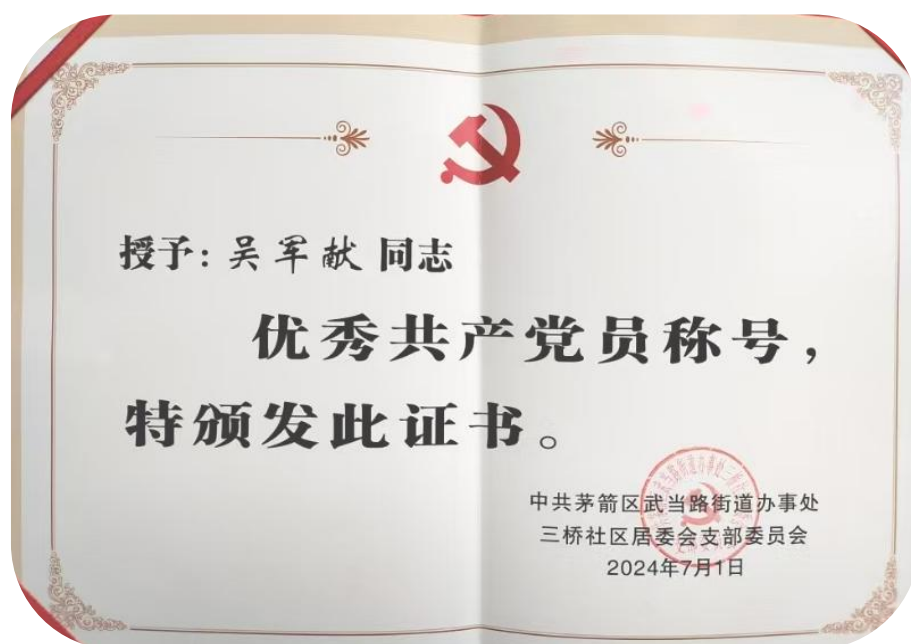 授予：吴军献同志
优秀共产党员称号，
特颁发此证书。
中共茅箭区武当路街道办事处
三桥社区居委会支部委员会
2024年7月1日